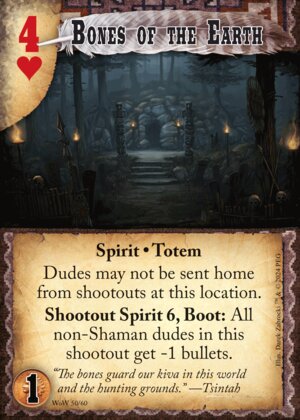 4
Bones of the Earth
Spirit • Totem
Dudes may not be sent home
from shootouts at this location.
Shootout Spirit 6, Boot: All
non-Shaman dudes in this
shootout get -1 bullets.
"The bones guard our kiva in this world
and the hunting grounds." —Tsintah
1
WoW 50/60